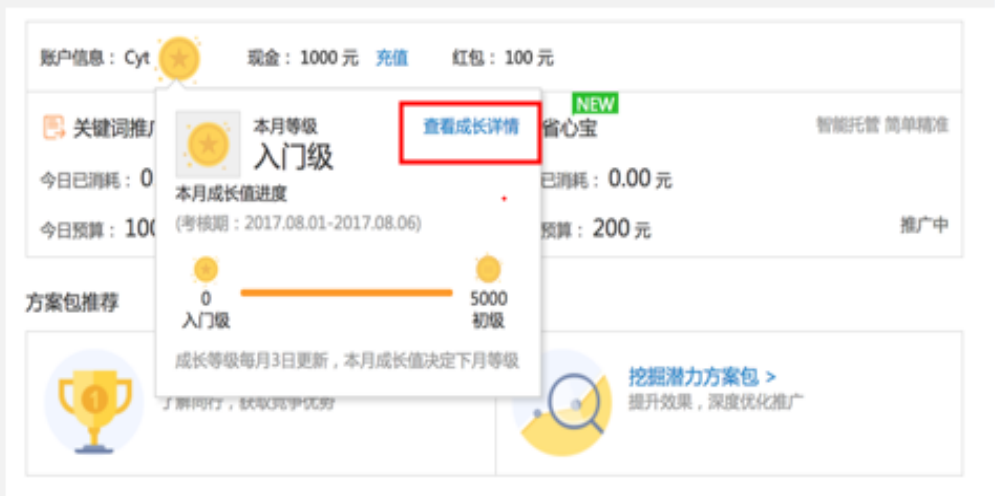 账户信息： Cyt 现金： 1000 元 充值 红包： 100 元
NEW
关键词推广 本月等级 查看成长详情 省心宝 智能托管 简单精准
入门级
今日已消耗： 0 已消耗： 0.00 元
本月成长值进度
今日预算： 100 (考核期：2017.08.01-2017.08.06) 预算： 200 元 推广中
0 5000
入门级 初级
方案包推荐
成长等级每月3日更新，本月成长值决定下月等级
挖掘潜力方案包 >
了解同行，获取竞争优势 提升效果，深度优化推广
1